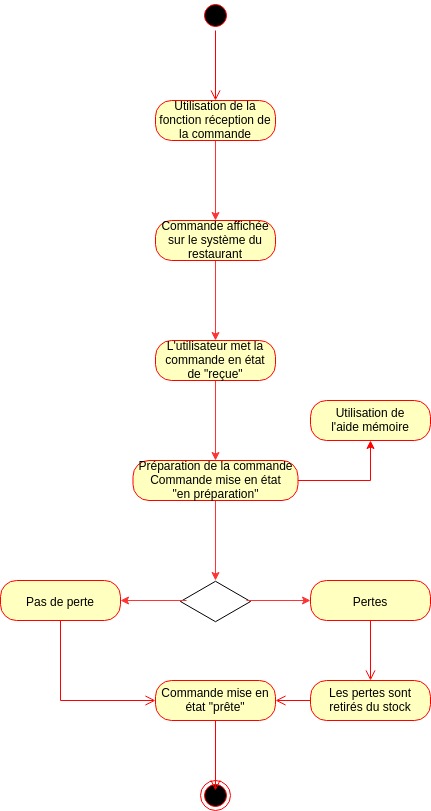 Utilisation de la
fonction réception de
la commande
Commande affichée
sur le système du
restaurant
L'utilisateur met la
commande en état
de "reçue"
Utilisation de
l'aide mémoire
Préparation de la commande
Commande mise en état
"en préparation"
Pas de perte
Pertes
Commande mise en
état "prête"
Les pertes sont
retirés du stock